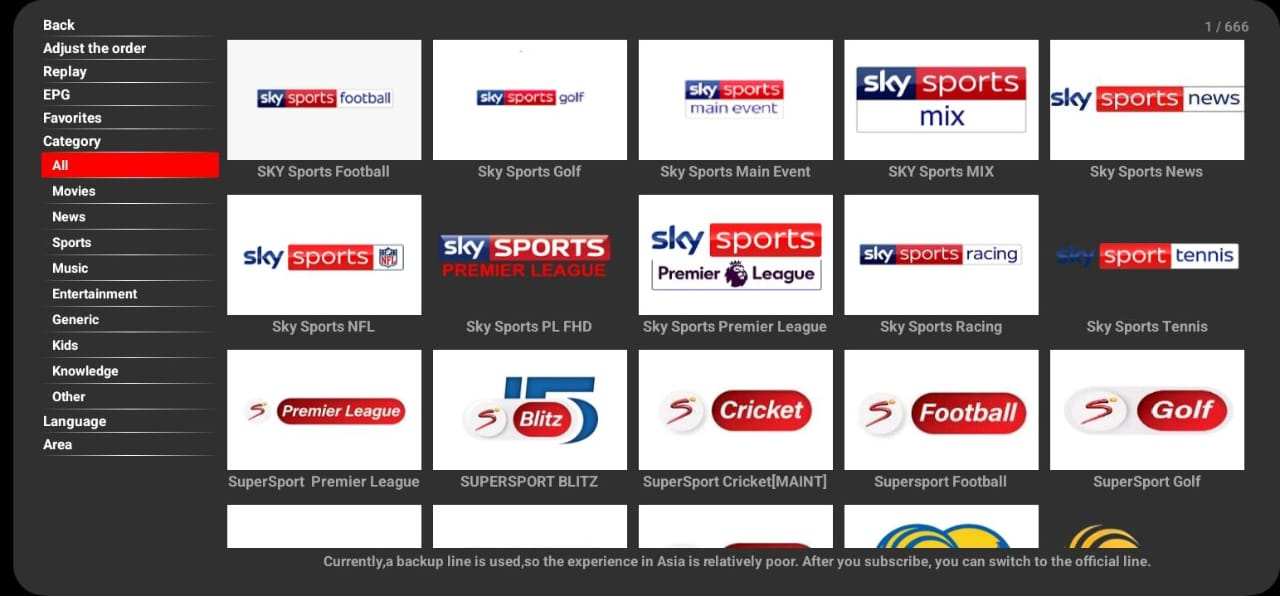 Back
Adjust the order
Replay
EPG
Favorites
Category
All
Movies
News
Sports
Music
Entertainment
Generic
Kids
Knowledge
Other
Language
Area
1 / 666
sky sports football
sky sports golf
sky sports
main event
sky sports
mix
sky sports news
SKY Sports Football
Sky Sports Golf
Sky Sports Main Event
SKY Sports MIX
Sky Sports News
sky sports NFL
sky SPORTS
PREMIER LEAGUE
sky sports
Premier League
sky sports racing
sky sport tennis
Sky Sports NFL
Sky Sports PL FHD
Sky Sports Premier League
Sky Sports Racing
Sky Sports Tennis
S Premier League
15
S Blitz
S Cricket
S Football
S Golf
SuperSport  Premier League
SUPERSPORT BLITZ
SuperSport Cricket[MAINT]
Supersport Football
SuperSport Golf
Currently,a backup line is used,so the experience in Asia is relatively poor. After you subscribe, you can switch to the official line.